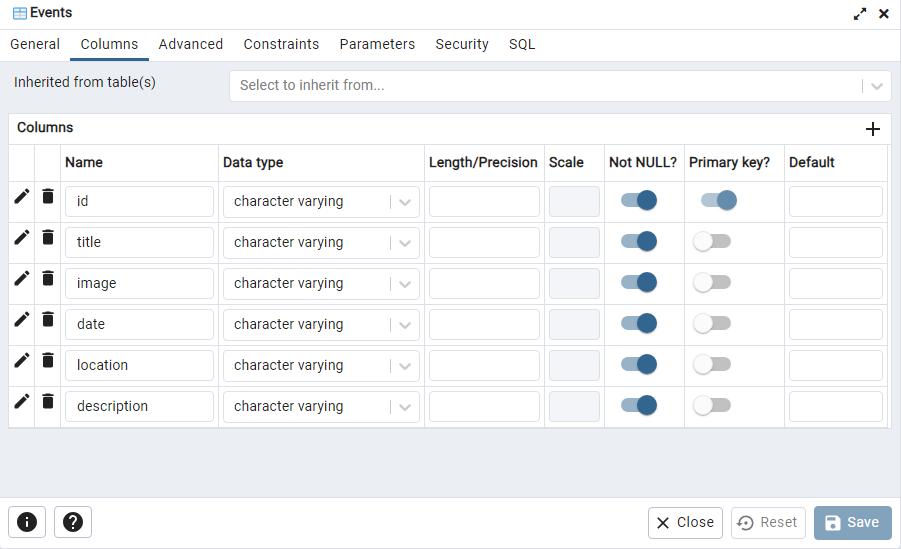 Events
General Columns Advanced Constraints Parameters Security SQL
Inherited from table(s) Select to inherit from...
Columns
Name Data type Length/Precision Scale Not NULL? Primary key? Default
id character varying
title character varying
image character varying
date character varying
location character varying
description character varying
Close Reset Save